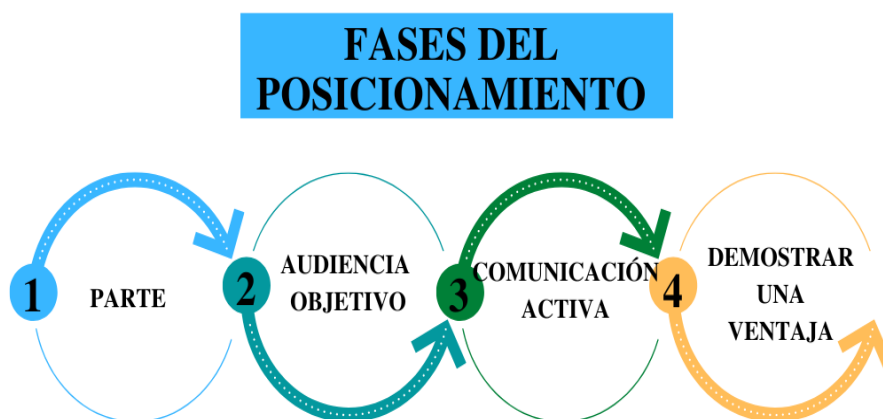 FASES DEL
POSICIONAMIENTO
1
PARTE
2
AUDIENCIA
OBJETIVO
3
COMUNICACIÓN
ACTIVA
4
DEMOSTRAR
UNA
VENTAJA